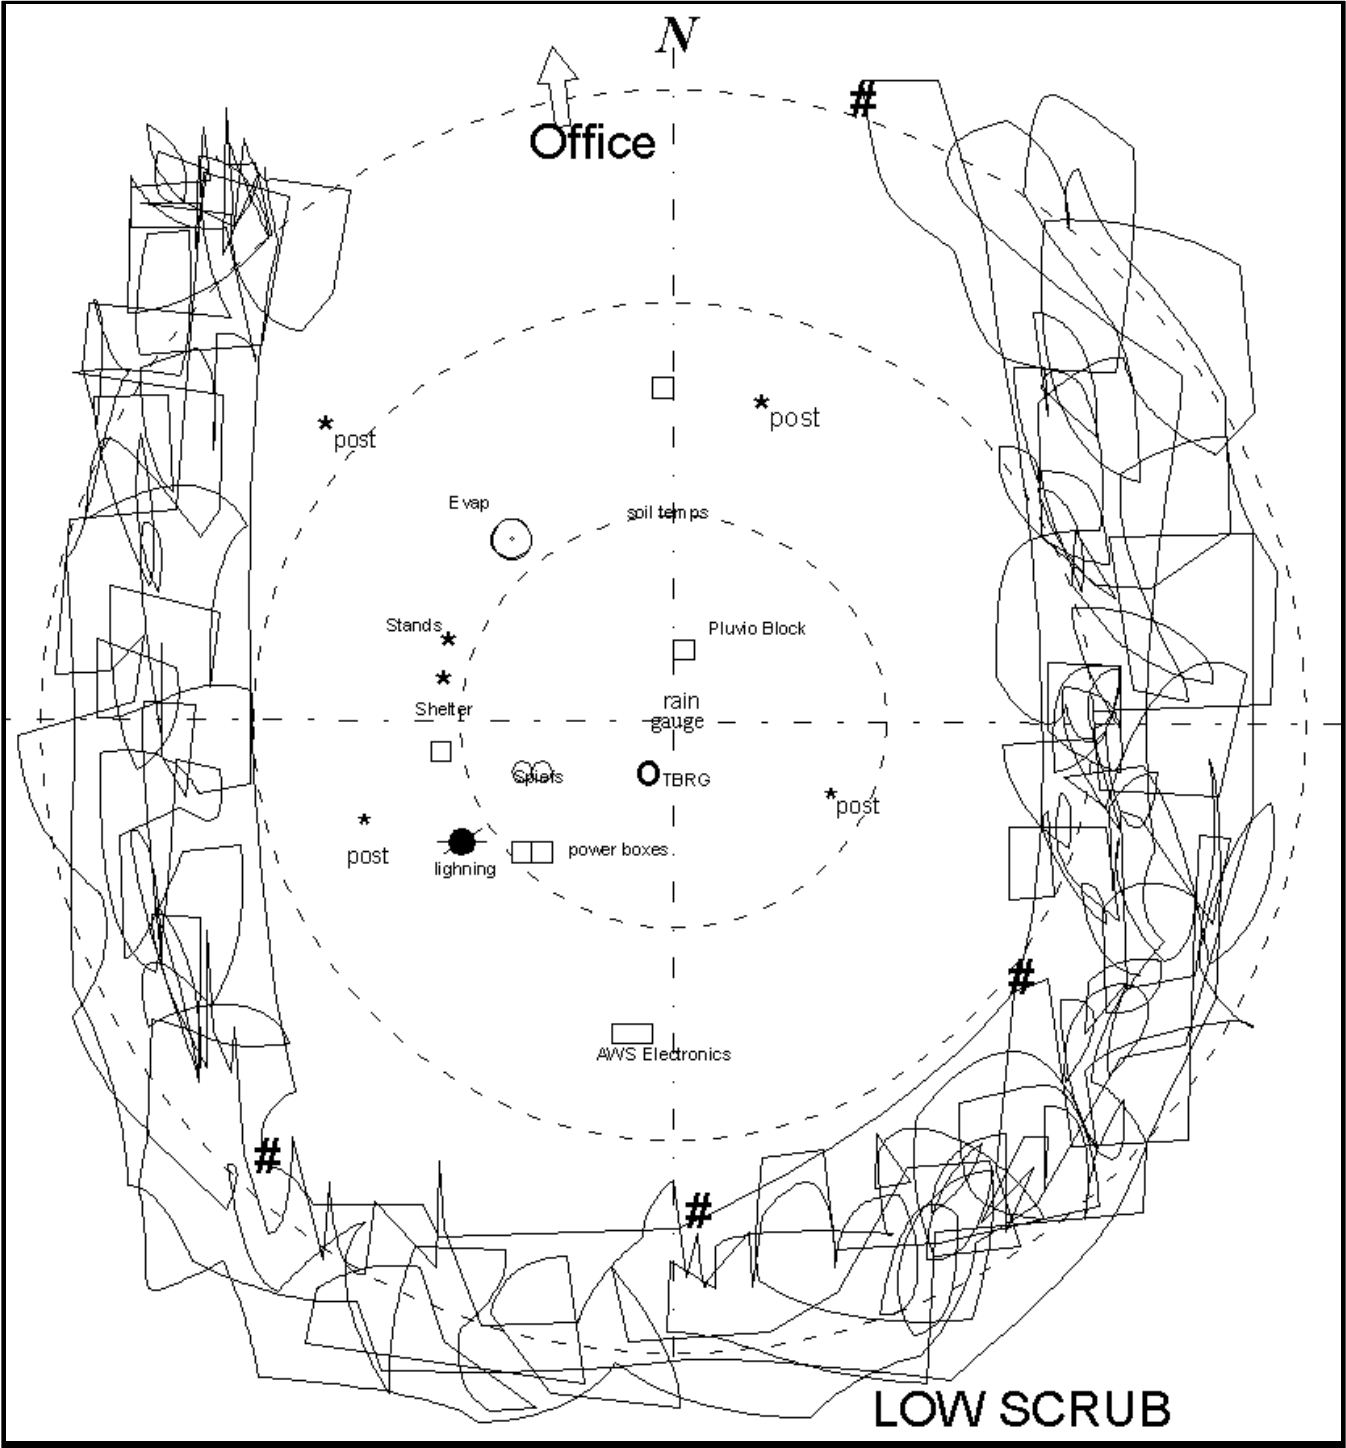 N
#
Office
*
*post
post
Evap
soil temps
Stands
*
Pluvio Block
*
Shelter
rain
gauge
Spiefs
TBRG
*post
*
post
power boxes
lighning
#
AWS Electronics
#
#
LOW SCRUB